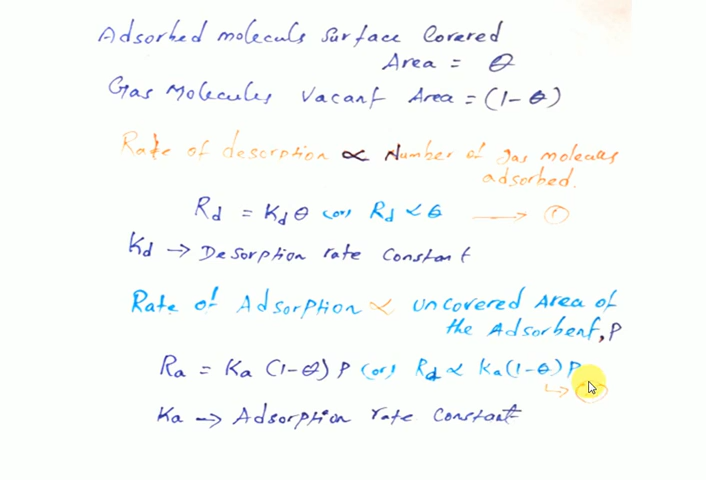 Adsorbed molecule surface Covered
Area = θ
Gas Molecules Vacant Area = (1-θ)
Rate of desorption ∝ Number of gas molecules
adsorbed.
Rd = Kd θ (or) Rd ∝ θ → ①
Kd → Desorption rate Constant
Rate of Adsorption ∝ uncovered Area of
the Adsorbent, P
Ra = Ka (1-θ) P (or) Rd ∝ Ka (1-θ) P
Ka → Adsorption rate Constant